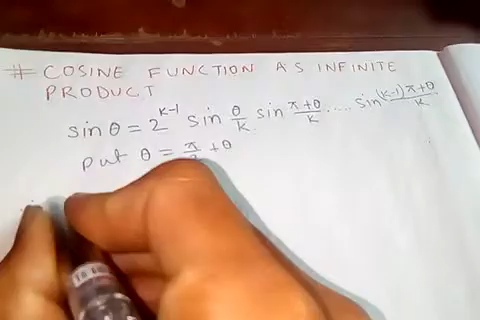 # COSINE FUNCTION AS INFINITE
PRODUCT
sin θ = 2^(K-1) sin θ/K sin (π+θ)/K ..... sin ((K-1)π+θ)/K
put θ = π/2 + θ